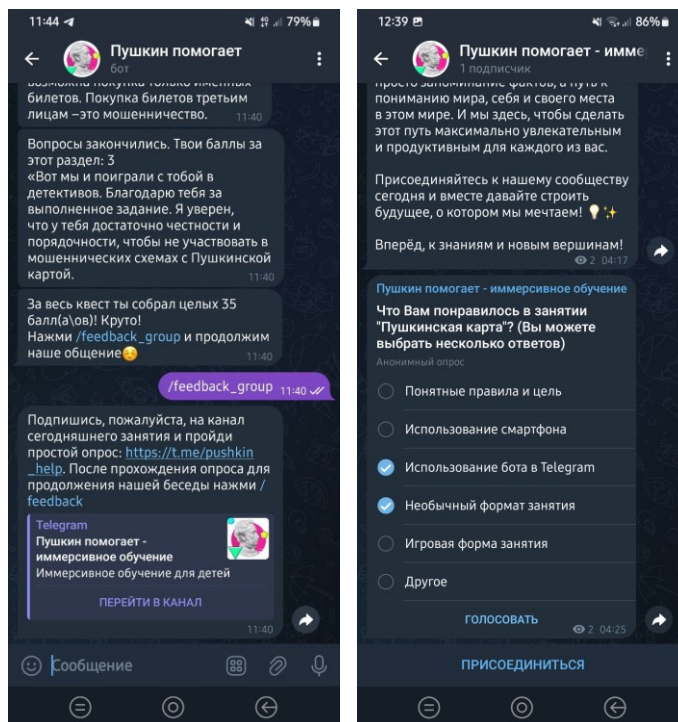 11:44
79%
Пушкин помогает
бот
возможна покупка только именных
билетов. Покупка билетов третьим
лицам –это мошенничество.
11:40
Вопросы закончились. Твои баллы за
этот раздел: 3
«Вот мы и поиграли с тобой в
детективов. Благодарю тебя за
выполненное задание. Я уверен,
что у тебя достаточно честности и
порядочности, чтобы не участвовать в
мошеннических схемах с Пушкинской
картой.
11:40
За весь квест ты собрал целых 35
балл(а\ов)! Круто!
Нажми /feedback_group и продолжим
наше общение😊
11:40
/feedback_group 11:40
Подпишись, пожалуйста, на канал
сегодняшнего занятия и пройди
простой опрос: https://t.me/pushkin
_help. После прохождения опроса для
продолжения нашей беседы нажми /
feedback
Telegram
Пушкин помогает -
иммерсивное обучение
Иммерсивное обучение для детей
ПЕРЕЙТИ В КАНАЛ
11:40
Сообщение
12:39
86%
Пушкин помогает - имме
1 подписчик
просто запоминание фактов, а путь к
пониманию мира, себя и своего места
в этом мире. И мы здесь, чтобы сделать
этот путь максимально увлекательным
и продуктивным для каждого из вас.
Присоединяйтесь к нашему сообществу
сегодня и вместе давайте строить
будущее, о котором мы мечтаем! 💡✨
Вперёд, к знаниям и новым вершинам!
2 04:17
Пушкин помогает - иммерсивное обучение
Что Вам понравилось в занятии
"Пушкинская карта"? (Вы можете
выбрать несколько ответов)
Анонимный опрос
Понятные правила и цель
Использование смартфона
Использование бота в Telegram
Необычный формат занятия
Игровая форма занятия
Другое
ГОЛОСОВАТЬ
2 04:25
ПРИСОЕДИНИТЬСЯ